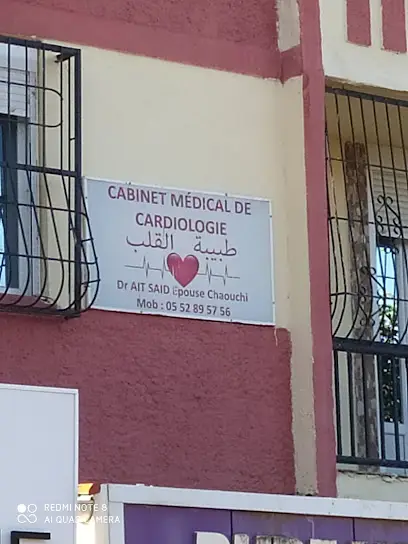 CABINET MÉDICAL DE
CARDIOLOGIE
طبيبة القلب
Dr AIT SAID Epouse Chaouchi
Mob : 05 52 89 57 56
REDMI NOTE 8
AI QUAD CAMERA